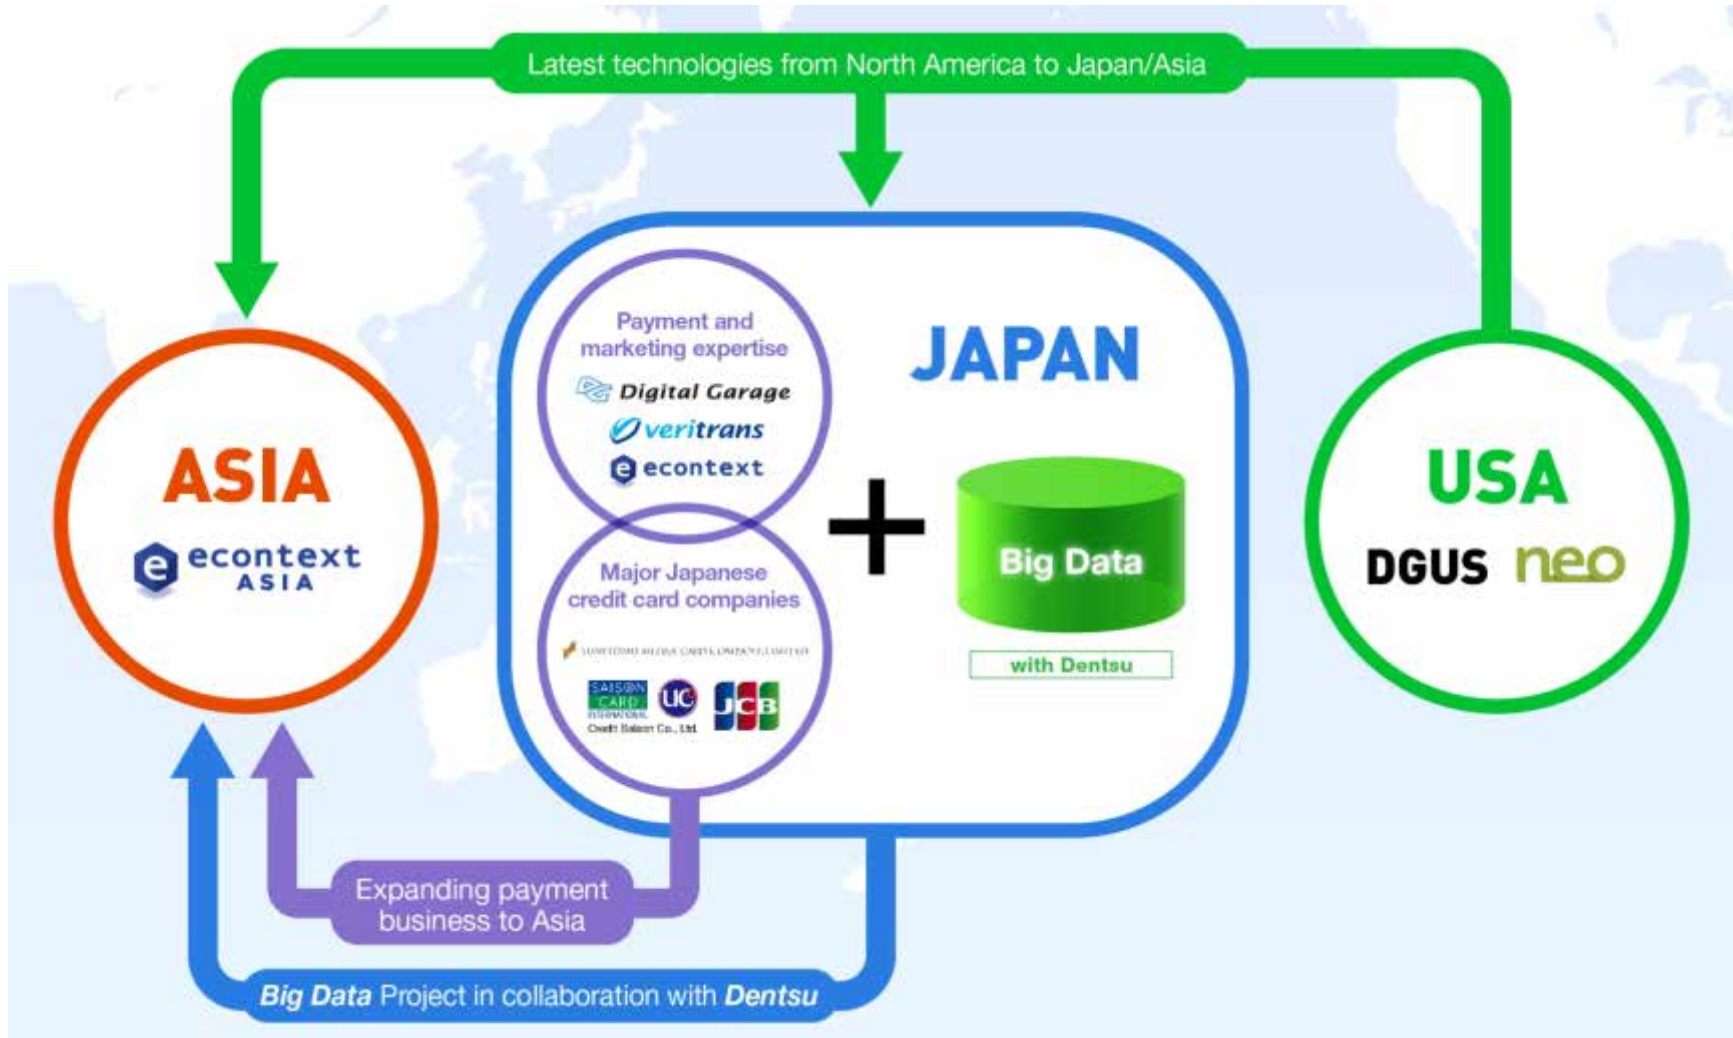 Latest technologies from North America to Japan/Asia
ASIA
econtext
ASIA
Payment and
marketing expertise
Digital Garage
veritrans
econtext
Major Japanese
credit card companies
SAISON
CARD
INTERNATIONAL
UC
JCB
Credit Saison Co., Ltd.
JAPAN
Big Data
with Dentsu
USA
DGUS neo
Expanding payment
business to Asia
Big Data Project in collaboration with Dentsu